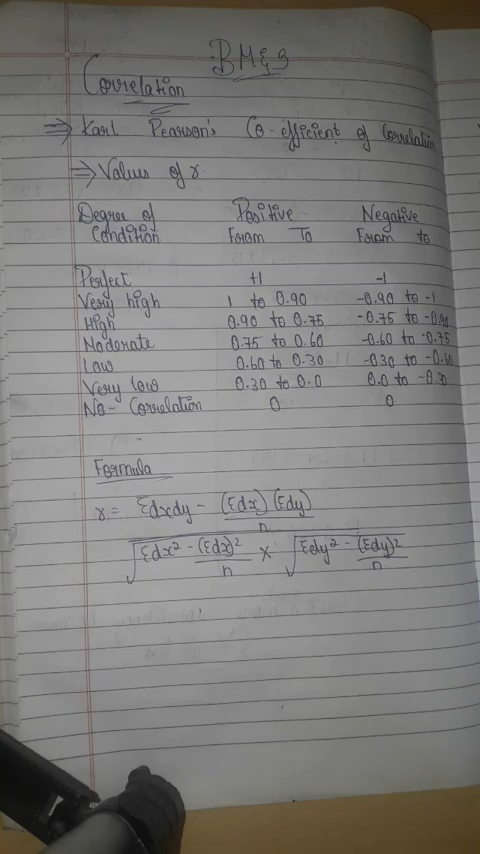 BM&S
Correlation
⇒ Karl Pearson's Co-efficient of Correlation
⇒ Values of r
Degree of Positive Negative
Condition From To From to
Perfect +1 -1
Very high 1 to 0.90 -0.90 to -1
High 0.90 to 0.75 -0.75 to -0.90
Moderate 0.75 to 0.60 -0.60 to -0.75
Low 0.60 to 0.30 -0.30 to -0.60
Very low 0.30 to 0.0 0.0 to -0.30
No- Correlation 0 0
Formula
r = Σdxdy - (Σdx)(Σdy)
n
√Σdx² - (Σdx)² × √Σdy² - (Σdy)²
n n